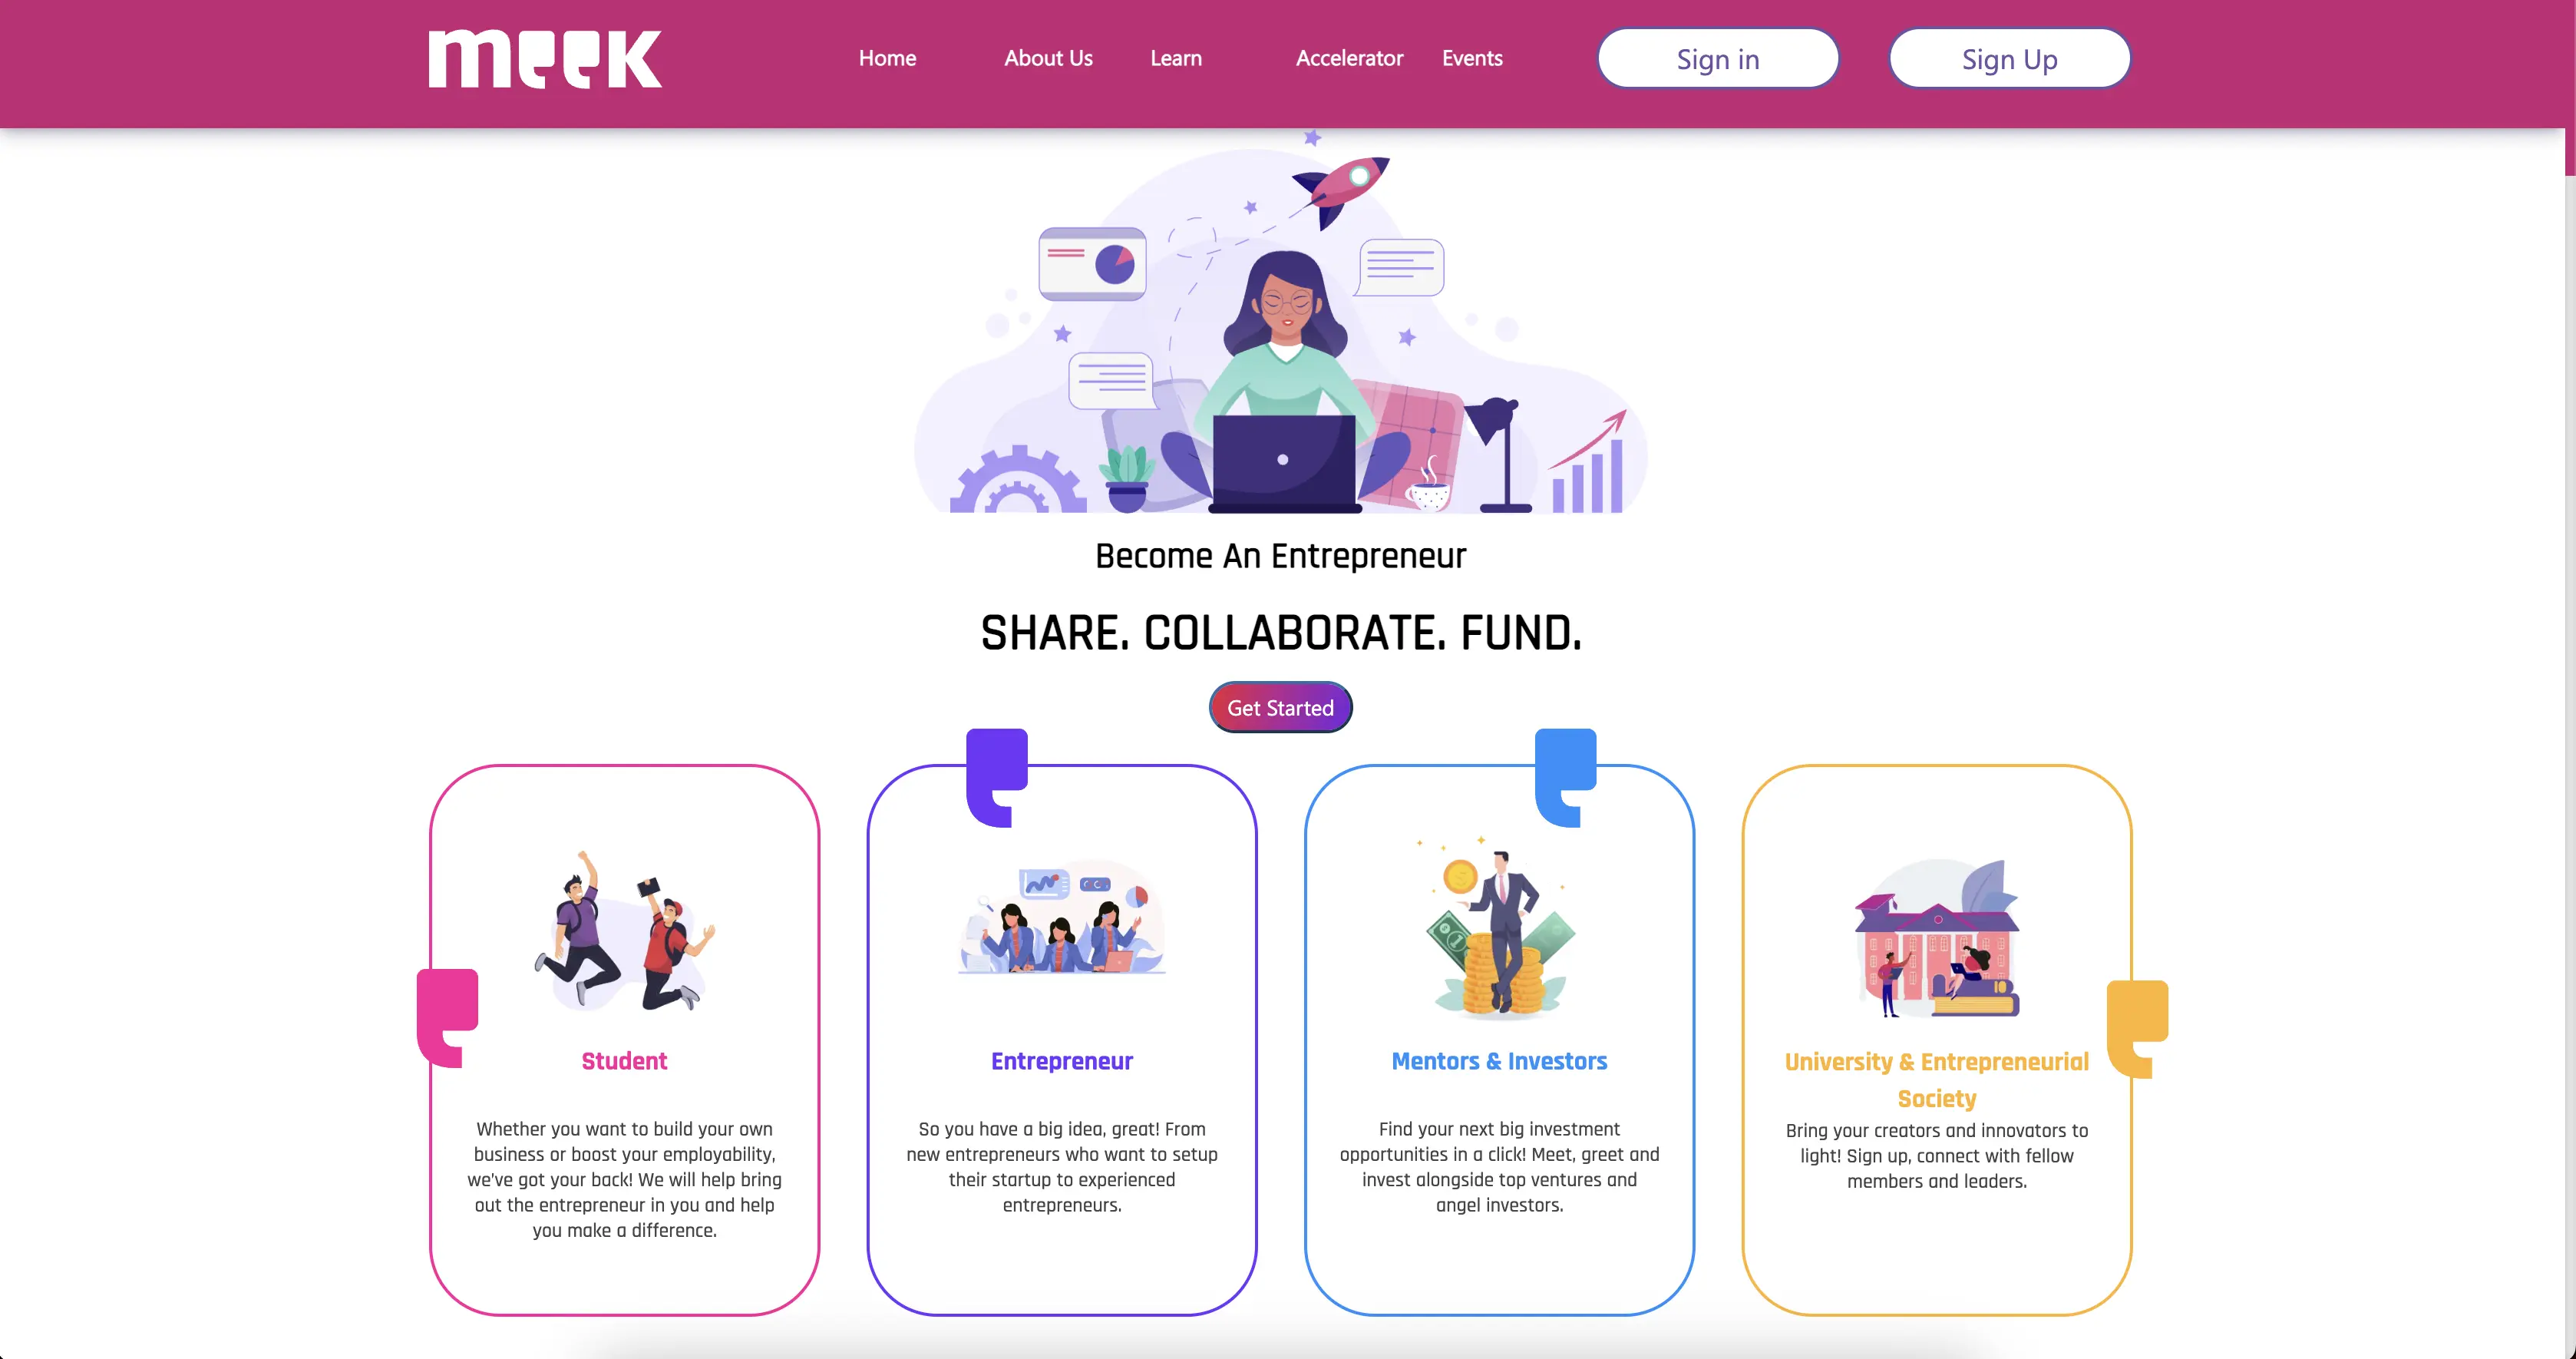 meek
Home
About Us
Learn
Accelerator
Events
Sign in
Sign Up
Become An Entrepreneur
SHARE. COLLABORATE. FUND.
Get Started
Student
Whether you want to build your own
business or boost your employability,
we've got your back! We will help bring
out the entrepreneur in you and help
you make a difference.
Entrepreneur
So you have a big idea, great! From
new entrepreneurs who want to setup
their startup to experienced
entrepreneurs.
Mentors & Investors
Find your next big investment
opportunities in a click! Meet, greet and
invest alongside top ventures and
angel investors.
University & Entrepreneurial
Society
Bring your creators and innovators to
light! Sign up, connect with fellow
members and leaders.